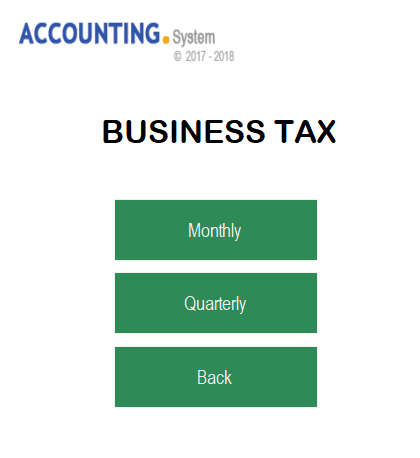 ACCOUNTING.System
© 2017 - 2018
BUSINESS TAX
Monthly
Quarterly
Back